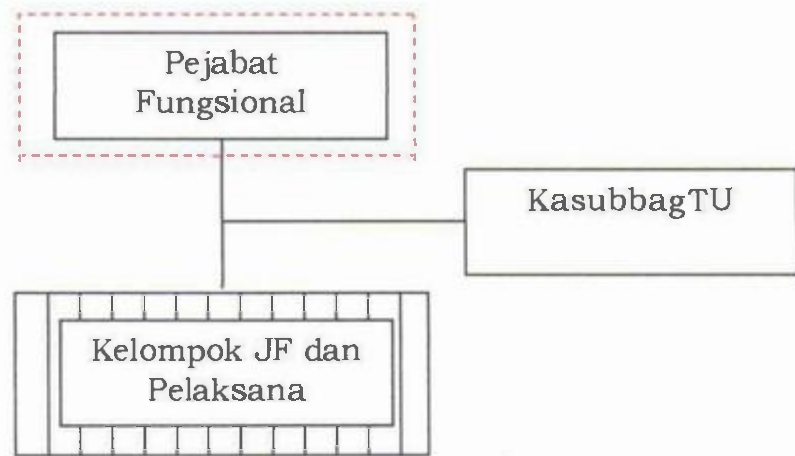 Pejabat
Fungsional
KasubbagTU
Kelompok JF dan
Pelaksana